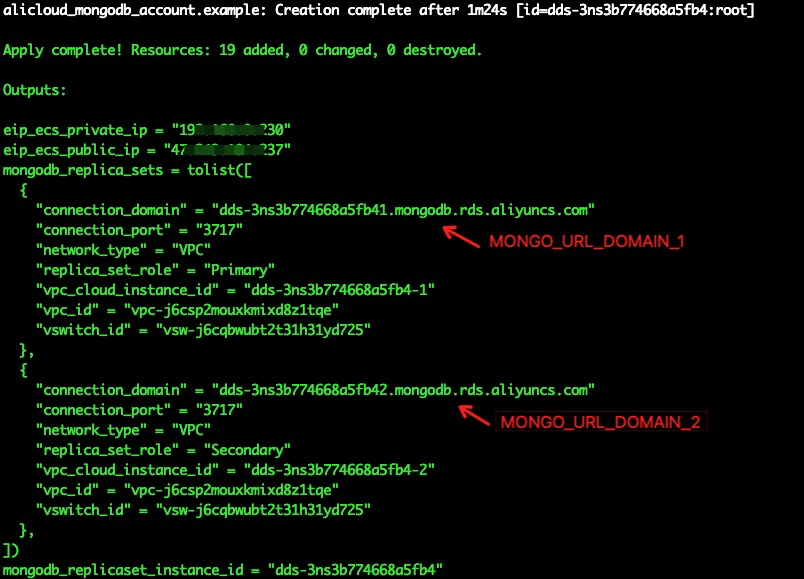 alicloud_mongodb_account.example: Creation complete after 1m24s [id=dds-3ns3b774668a5fb4:root]
Apply complete! Resources: 19 added, 0 changed, 0 destroyed.
Outputs:
eip_ecs_private_ip = "19 30"
eip_ecs_public_ip = "47 37"
mongodb_replica_sets = tolist([
{
"connection_domain" = "dds-3ns3b774668a5fb41.mongodb.rds.aliyuncs.com"
"connection_port" = "3717"
MONGO_URL_DOMAIN_1
"network_type" = "VPC"
"replica_set_role" = "Primary"
"vpc_cloud_instance_id" = "dds-3ns3b774668a5fb4-1"
"vpc_id" = "vpc-j6csp2mouxkmixd8z1tqe"
"vswitch_id" = "vsw-j6cqbwubt2t31h31yd725"
},
{
"connection_domain" = "dds-3ns3b774668a5fb42.mongodb.rds.aliyuncs.com"
"connection_port" = "3717"
MONGO_URL_DOMAIN_2
"network_type" = "VPC"
"replica_set_role" = "Secondary"
"vpc_cloud_instance_id" = "dds-3ns3b774668a5fb4-2"
"vpc_id" = "vpc-j6csp2mouxkmixd8z1tqe"
"vswitch_id" = "vsw-j6cqbwubt2t31h31yd725"
},
])
mongodb_replicaset_instance_id = "dds-3ns3b774668a5fb4"